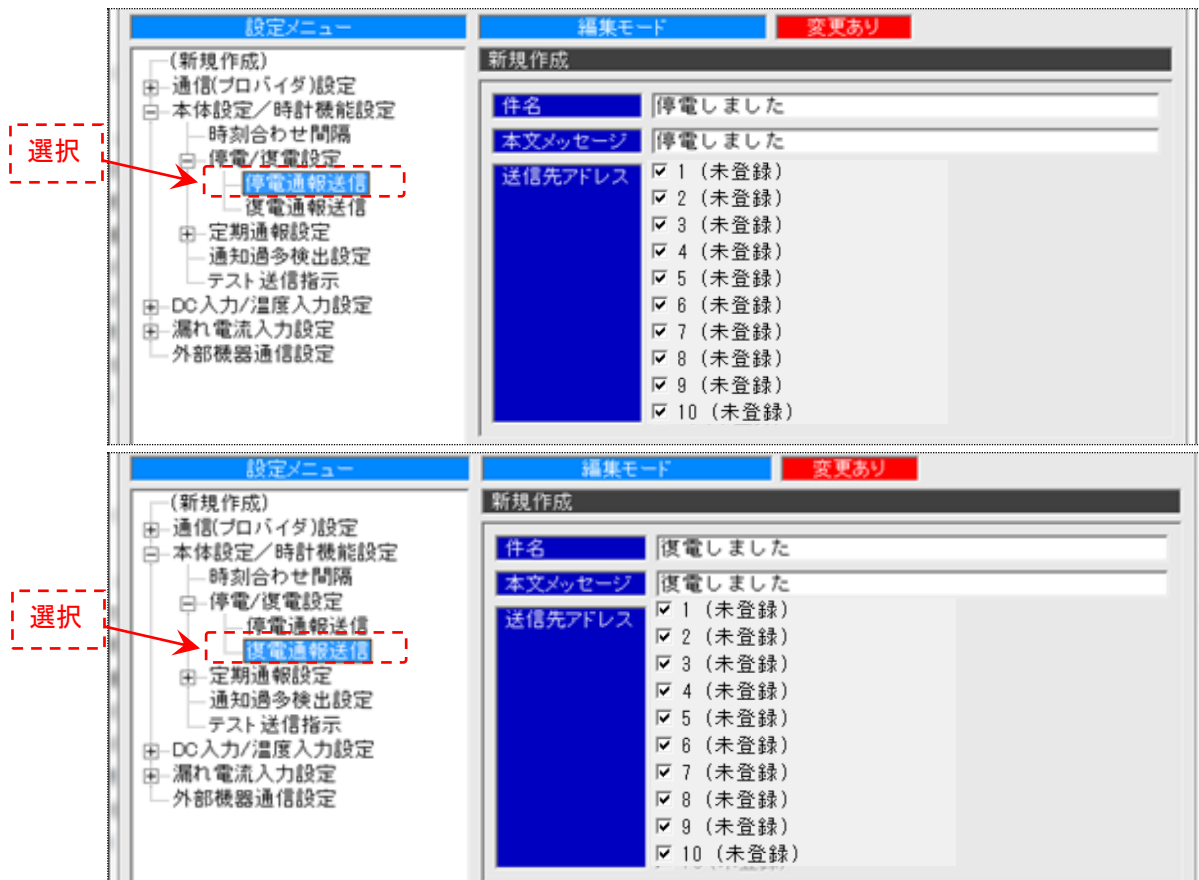 設定メニュー 編集モード 変更あり
(新規作成)
通信(プロバイダ)設定
本体設定／時計機能設定
時刻合わせ間隔
停電/復電設定
停電通報送信
復電通報送信
定期通報設定
通知過多検出設定
テスト送信指示
DC入力/温度入力設定
漏れ電流入力設定
外部機器通信設定
選択
新規作成
件名 停電しました
本文メッセージ 停電しました
送信先アドレス
1 (未登録)
2 (未登録)
3 (未登録)
4 (未登録)
5 (未登録)
6 (未登録)
7 (未登録)
8 (未登録)
9 (未登録)
10 (未登録)
設定メニュー 編集モード 変更あり
(新規作成)
通信(プロバイダ)設定
本体設定／時計機能設定
時刻合わせ間隔
停電/復電設定
停電通報送信
復電通報送信
定期通報設定
通知過多検出設定
テスト送信指示
DC入力/温度入力設定
漏れ電流入力設定
外部機器通信設定
選択
新規作成
件名 復電しました
本文メッセージ 復電しました
送信先アドレス
1 (未登録)
2 (未登録)
3 (未登録)
4 (未登録)
5 (未登録)
6 (未登録)
7 (未登録)
8 (未登録)
9 (未登録)
10 (未登録)